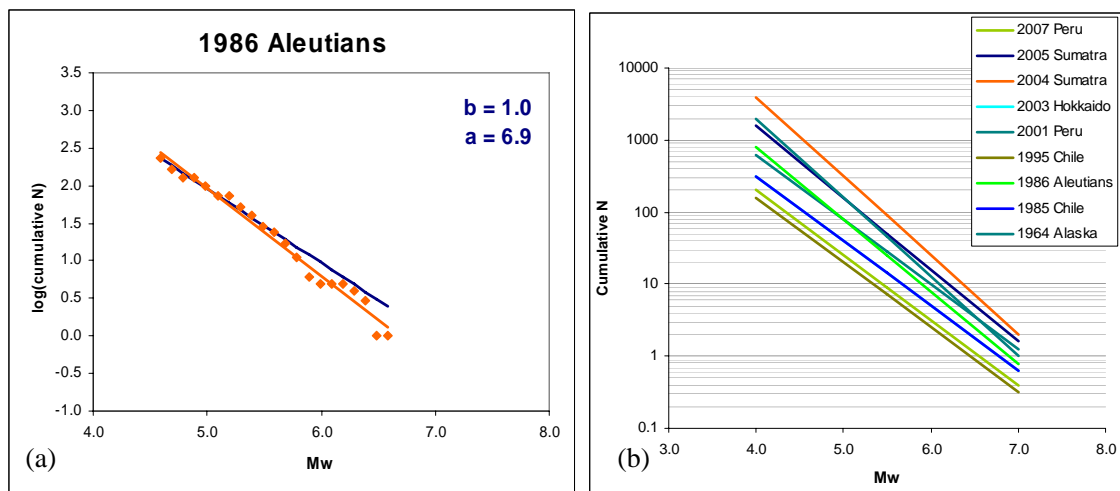 1986 Aleutians
b = 1.0
a = 6.9
log(cumulative N)
3.5
3.0
2.5
2.0
1.5
1.0
0.5
0.0
-0.5
-1.0
4.0 5.0 6.0 7.0 8.0
Mw
(a)
2007 Peru
2005 Sumatra
2004 Sumatra
2003 Hokkaido
2001 Peru
1995 Chile
1986 Aleutians
1985 Chile
1964 Alaska
Cumulative N
10000
1000
100
10
1
0.1
3.0 4.0 5.0 6.0 7.0 8.0
Mw
(b)